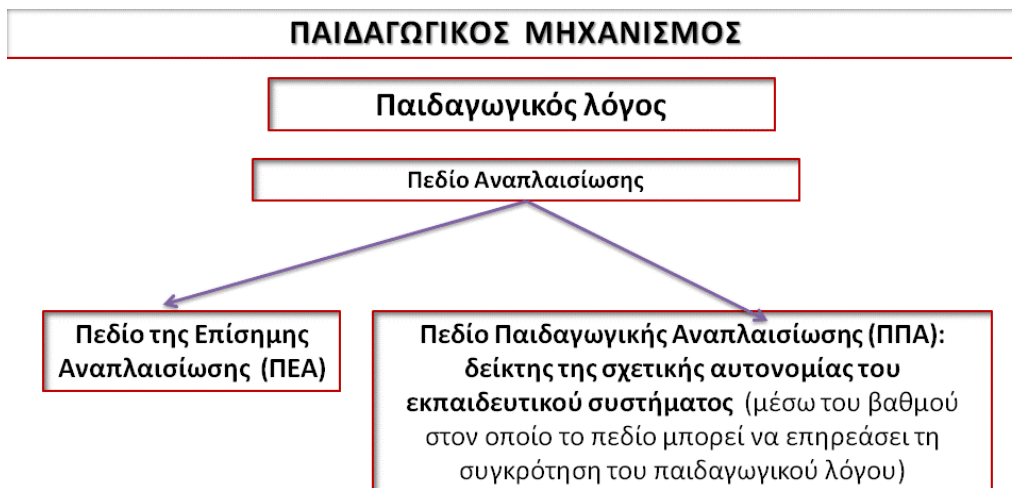 ΠΑΙΔΑΓΩΓΙΚΟΣ ΜΗΧΑΝΙΣΜΟΣ
Παιδαγωγικός λόγος
Πεδίο Αναπλαισίωσης
Πεδίο της Επίσημης
Αναπλαισίωσης (ΠΕΑ)
Πεδίο Παιδαγωγικής Αναπλαισίωσης (ΠΠΑ):
δείκτης της σχετικής αυτονομίας του
εκπαιδευτικού συστήματος (μέσω του βαθμού
στον οποίο το πεδίο μπορεί να επηρεάσει τη
συγκρότηση του παιδαγωγικού λόγου)